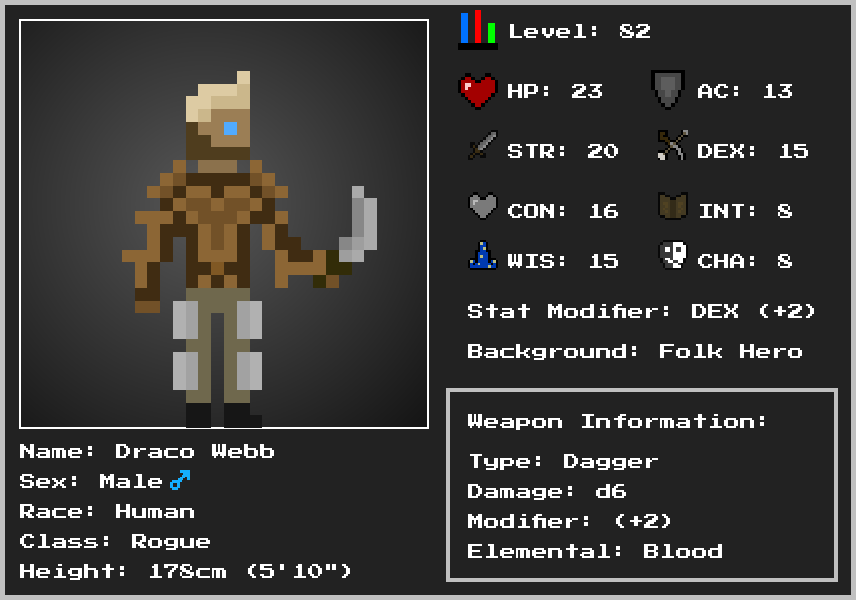 Level: 82
HP: 23
AC: 13
STR: 20
DEX: 15
CON: 16
INT: 8
WIS: 15
CHA: 8
Stat Modifier: DEX (+2)
Background: Folk Hero
Weapon Information:
Type: Dagger
Damage: d6
Modifier: (+2)
Elemental: Blood
Name: Draco Webb
Sex: Male ♂
Race: Human
Class: Rogue
Height: 178cm (5'10")